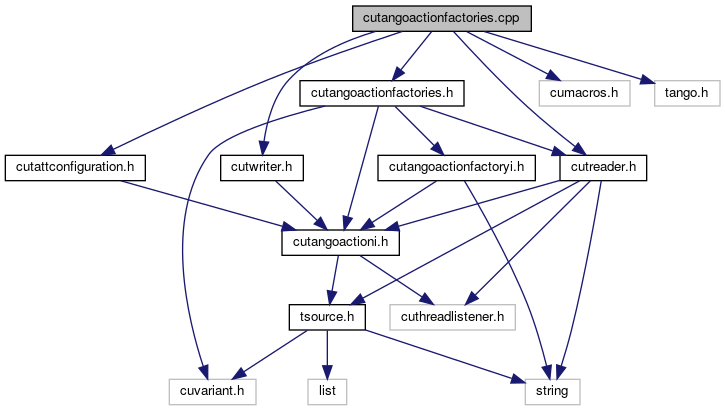 cutangoactionfactories.cpp
cutangoactionfactories.h
cumacros.h
tango.h
cutattconfiguration.h
cutwriter.h
cutangoactionfactoryi.h
cutreader.h
cutangoactioni.h
tsource.h
cuthreadlistener.h
cuvariant.h
list
string